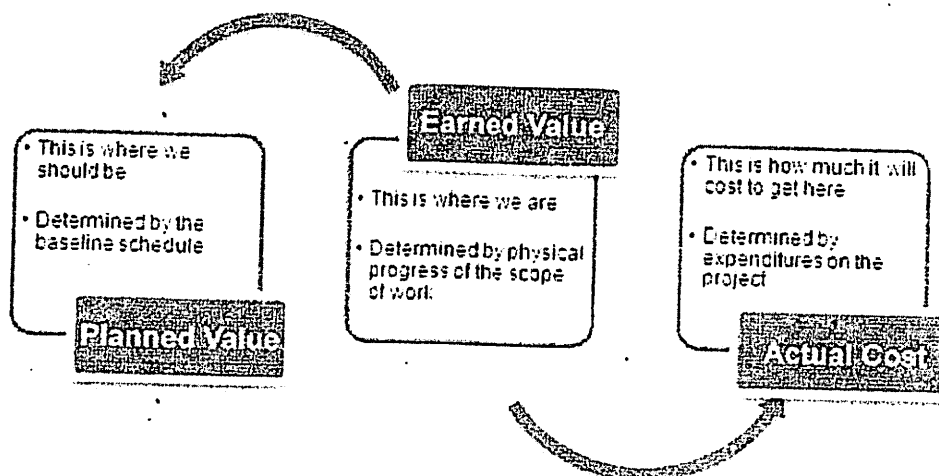 • This is where we
should be
• Determined by the
baseline schedule
Planned Value
Earned Value
• This is where we are
• Determined by physical
progress of the scope
of work
• This is how much it will
cost to get here
• Determined by
expenditures on the
project
Actual Cost